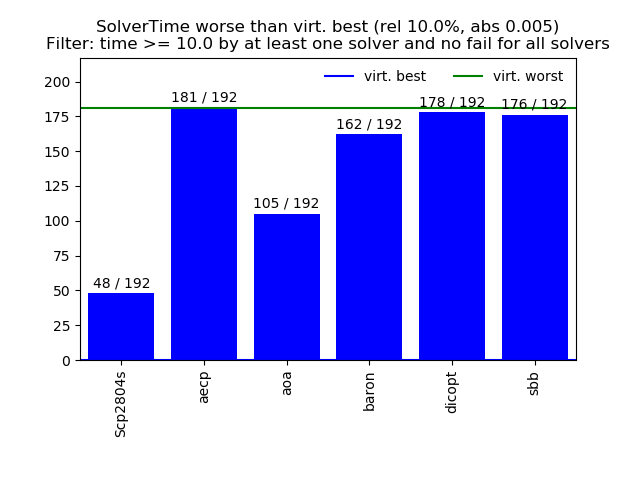 SolverTime worse than virt. best (rel 10.0%, abs 0.005)
Filter: time >= 10.0 by at least one solver and no fail for all solvers
virt. best
virt. worst
200
175
150
125
100
75
50
25
0
48 / 192
181 / 192
105 / 192
162 / 192
178 / 192
176 / 192
Scp2804s
aecp
aoa
baron
dicopt
sbb